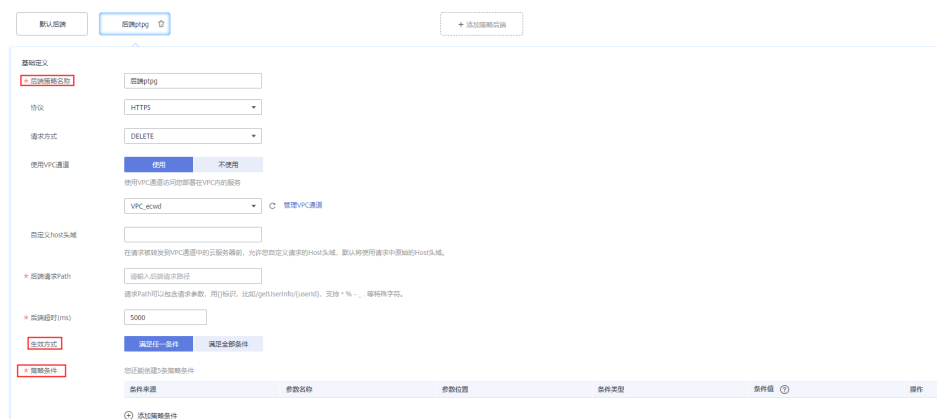 默认后端 后端ptpg + 添加策略后端
基础定义
* 后端策略名称 后端ptpg
协议 HTTPS
请求方式 DELETE
使用VPC通道 使用 不使用
使用VPC通道访问您部署在VPC内的服务
VPC_ecwd 管理VPC通道
自定义host头域
在请求被转发到VPC通道中的云服务器前，允许您自定义请求的Host头域，默认将使用请求中原始的Host头域。
* 后端请求Path 请输入后端请求路径
请求Path可以包含请求参数，用{}标识，比如/getUserInfo/{userId}，支持 * % - _ . 等特殊字符。
* 后端超时(ms) 5000
生效方式 满足任一条件 满足全部条件
* 策略条件 您还能创建5条策略条件
条件来源 参数名称 参数位置 条件类型 条件值 操作
添加策略条件